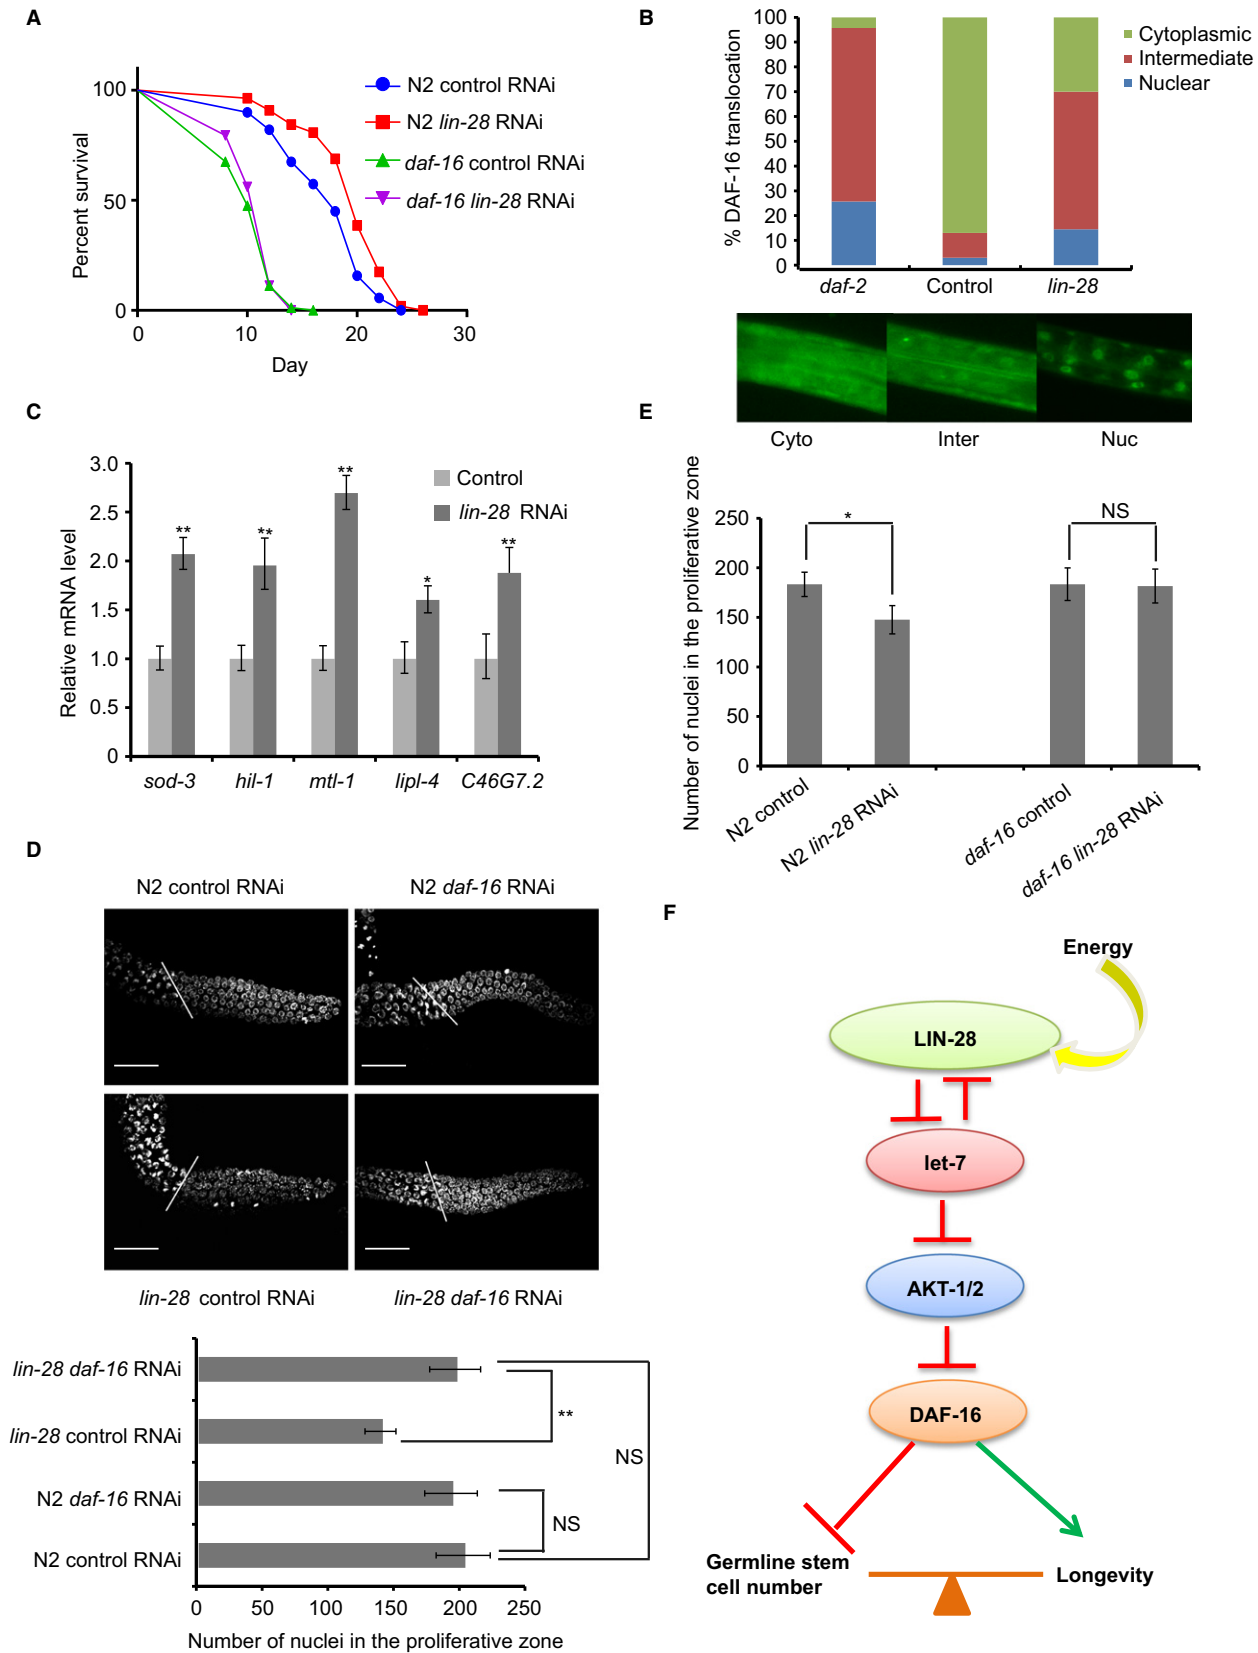 A
100
50
0
0
10
20
30
Percent survival
Day
N2 control RNAi
N2 lin-28 RNAi
daf-16 control RNAi
daf-16 lin-28 RNAi
B
100
90
80
70
60
50
40
30
20
10
0
% DAF-16 translocation
daf-2
Control
lin-28
Cytoplasmic
Intermediate
Nuclear
Cyto
Inter
Nuc
C
3.0
2.5
2.0
1.5
1.0
0.5
0
Relative mRNA level
Control
lin-28 RNAi
**
**
**
*
**
sod-3
hil-1
mtl-1
lipl-4
C46G7.2
E
250
200
150
100
50
0
Number of nuclei in the proliferative zone
*
NS
N2 control
N2 lin-28 RNAi
daf-16 control
daf-16 lin-28 RNAi
D
N2 control RNAi
N2 daf-16 RNAi
lin-28 control RNAi
lin-28 daf-16 RNAi
lin-28 daf-16 RNAi
lin-28 control RNAi
N2 daf-16 RNAi
N2 control RNAi
**
NS
NS
0
50
100
150
200
250
Number of nuclei in the proliferative zone
F
Energy
LIN-28
let-7
AKT-1/2
DAF-16
Germline stem
cell number
Longevity